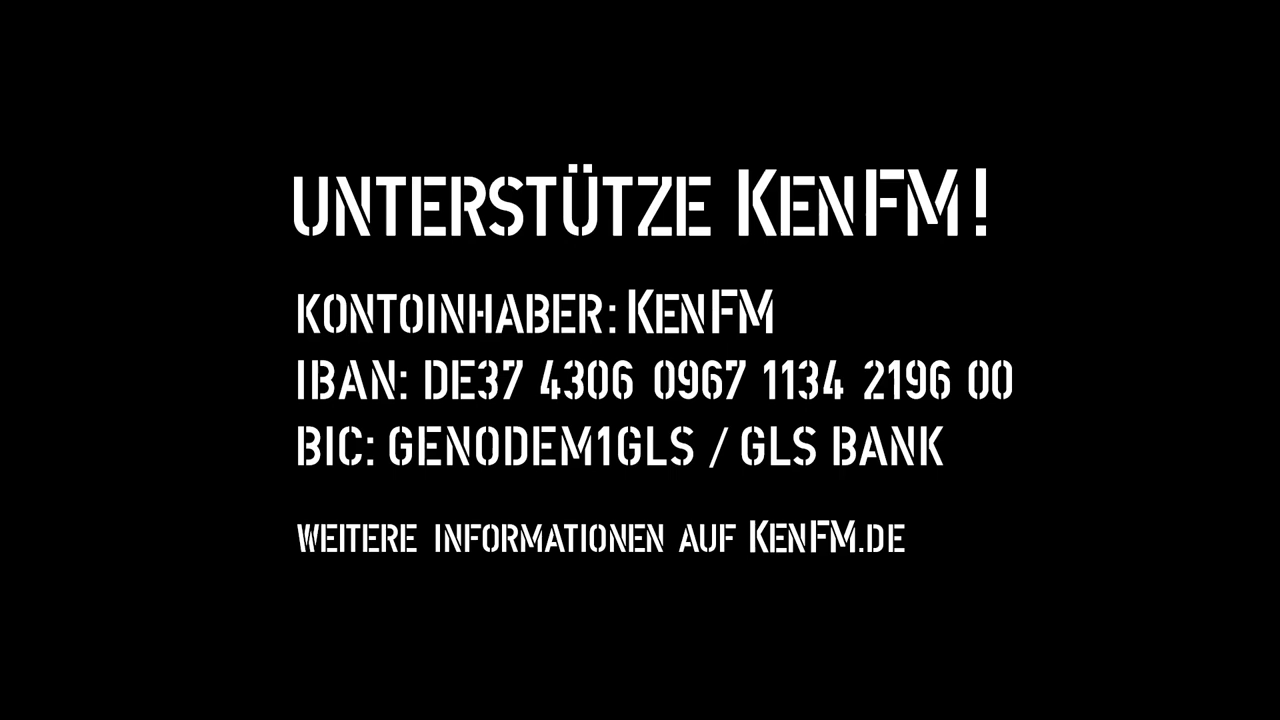 UNTERSTÜTZE KENFM!
KONTOINHABER: KENFM
IBAN: DE37 4306 0967 1134 2196 00
BIC: GENODEM1GLS / GLS BANK
WEITERE INFORMATIONEN AUF KENFM.DE